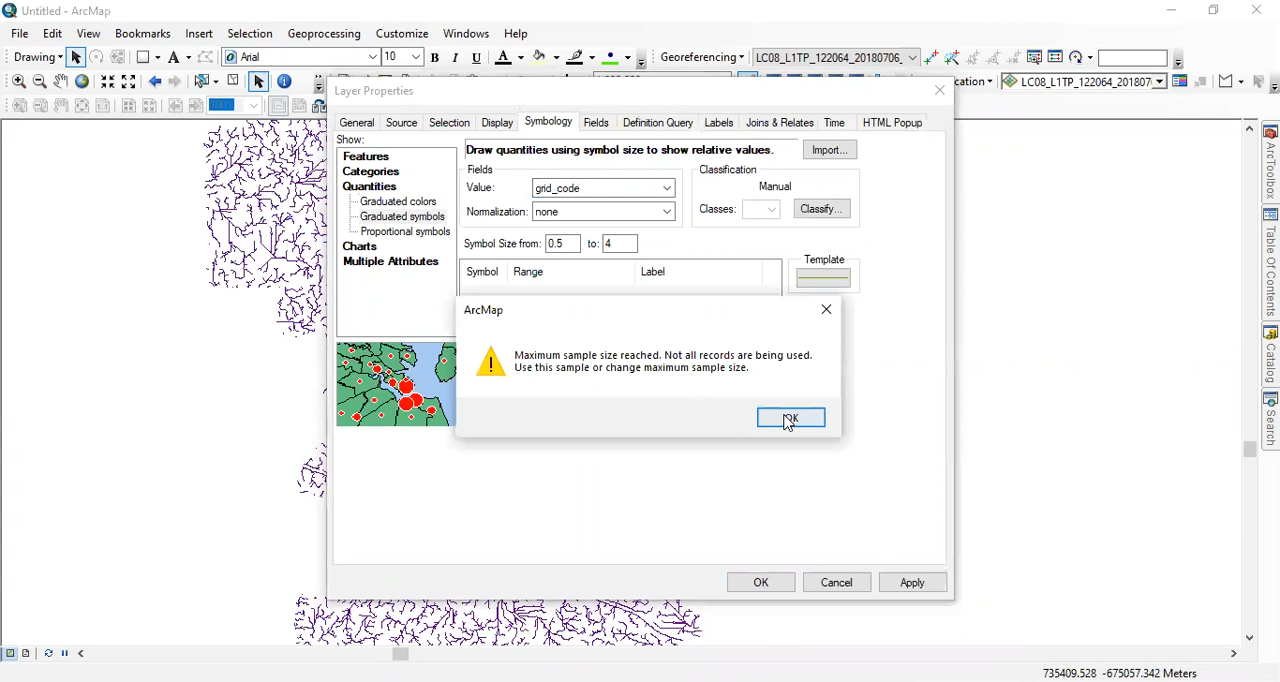 Untitled - ArcMap
File Edit View Bookmarks Insert Selection Geoprocessing Customize Windows Help
Drawing Arial 10 B I U A Georeferencing LC08_L1TP_122064_20180706_
cation LC08_L1TP_122064_201807
Layer Properties
General Source Selection Display Symbology Fields Definition Query Labels Joins & Relates Time HTML Popup
Show:
Features
Categories
Quantities
Graduated colors
Graduated symbols
Proportional symbols
Charts
Multiple Attributes
Draw quantities using symbol size to show relative values. Import...
Fields
Value: grid_code
Normalization: none
Classification
Manual
Classes: Classify...
Symbol Size from: 0.5 to: 4
Symbol Range Label
Template
ArcMap
Maximum sample size reached. Not all records are being used.
Use this sample or change maximum sample size.
OK
OK Cancel Apply
ArcToolbox
Table Of Contents
Catalog
Search
735409.528 -675057.342 Meters